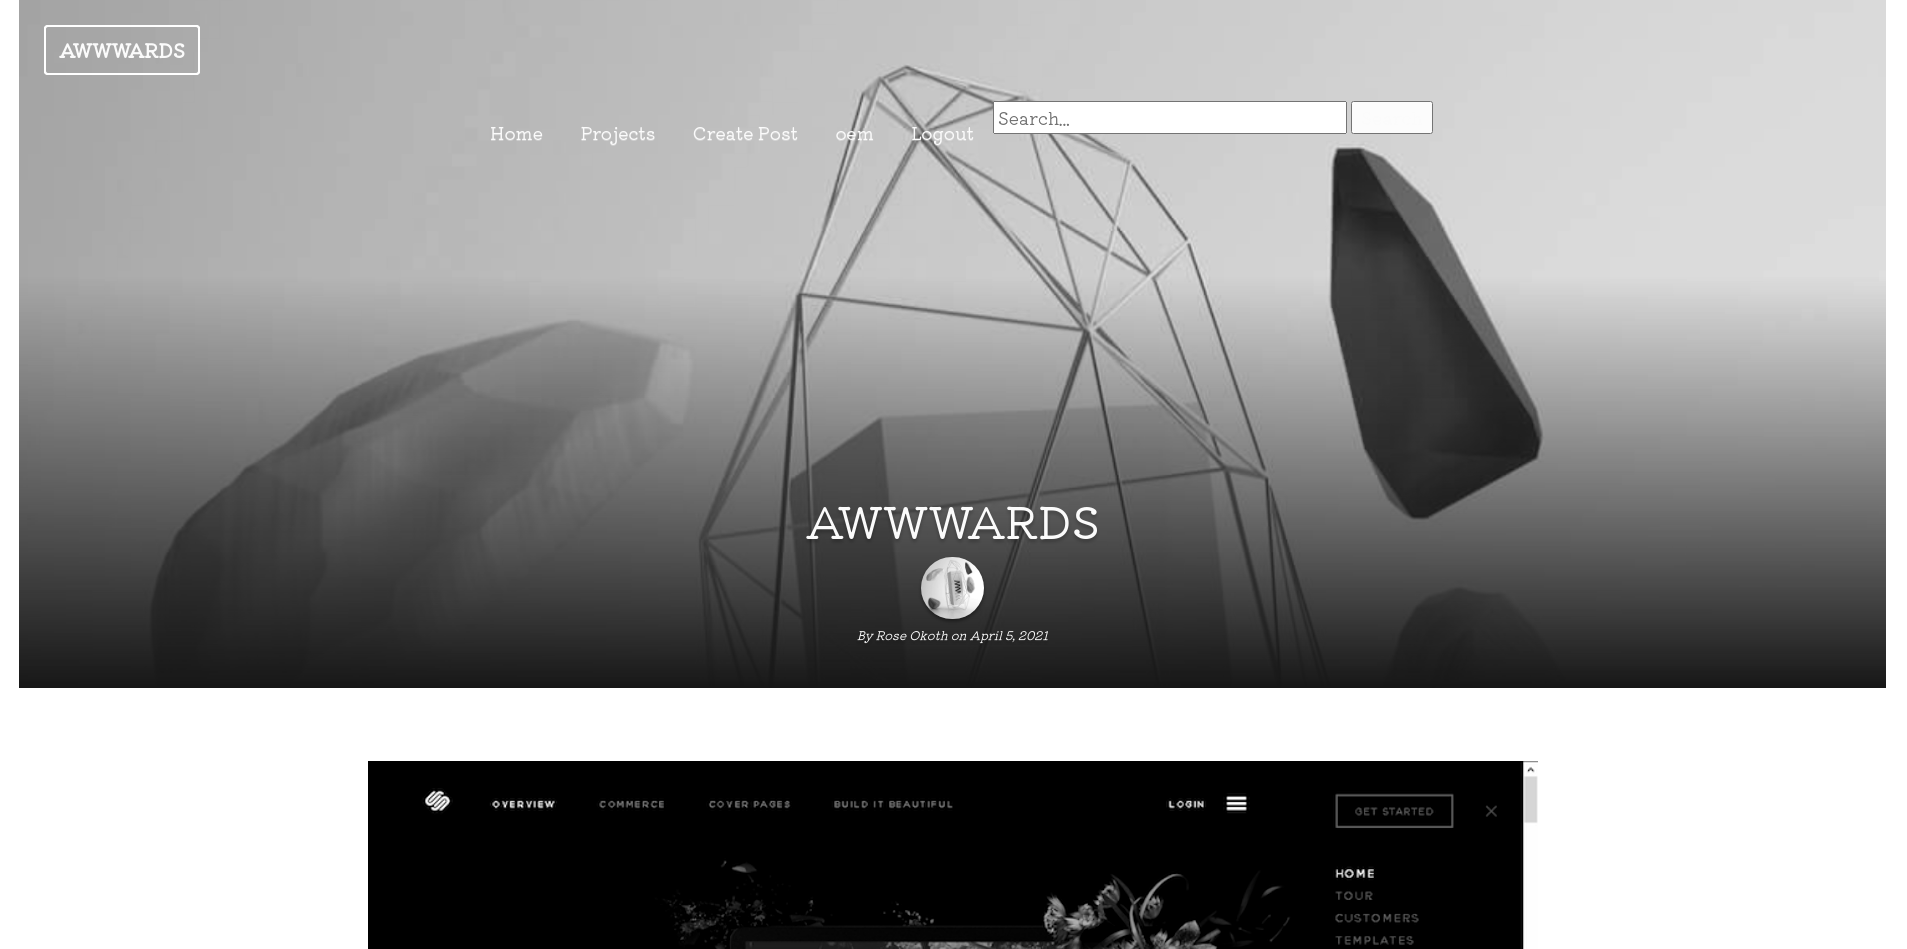 AWWWARDS
Home Projects Create Post oem Logout Search...
AWWWARDS
By Rose Okoth on April 5, 2021
OVERVIEW COMMERCE COVER PAGES BUILD IT BEAUTIFUL LOGIN GET STARTED
HOME
TOUR
CUSTOMERS
TEMPLATES